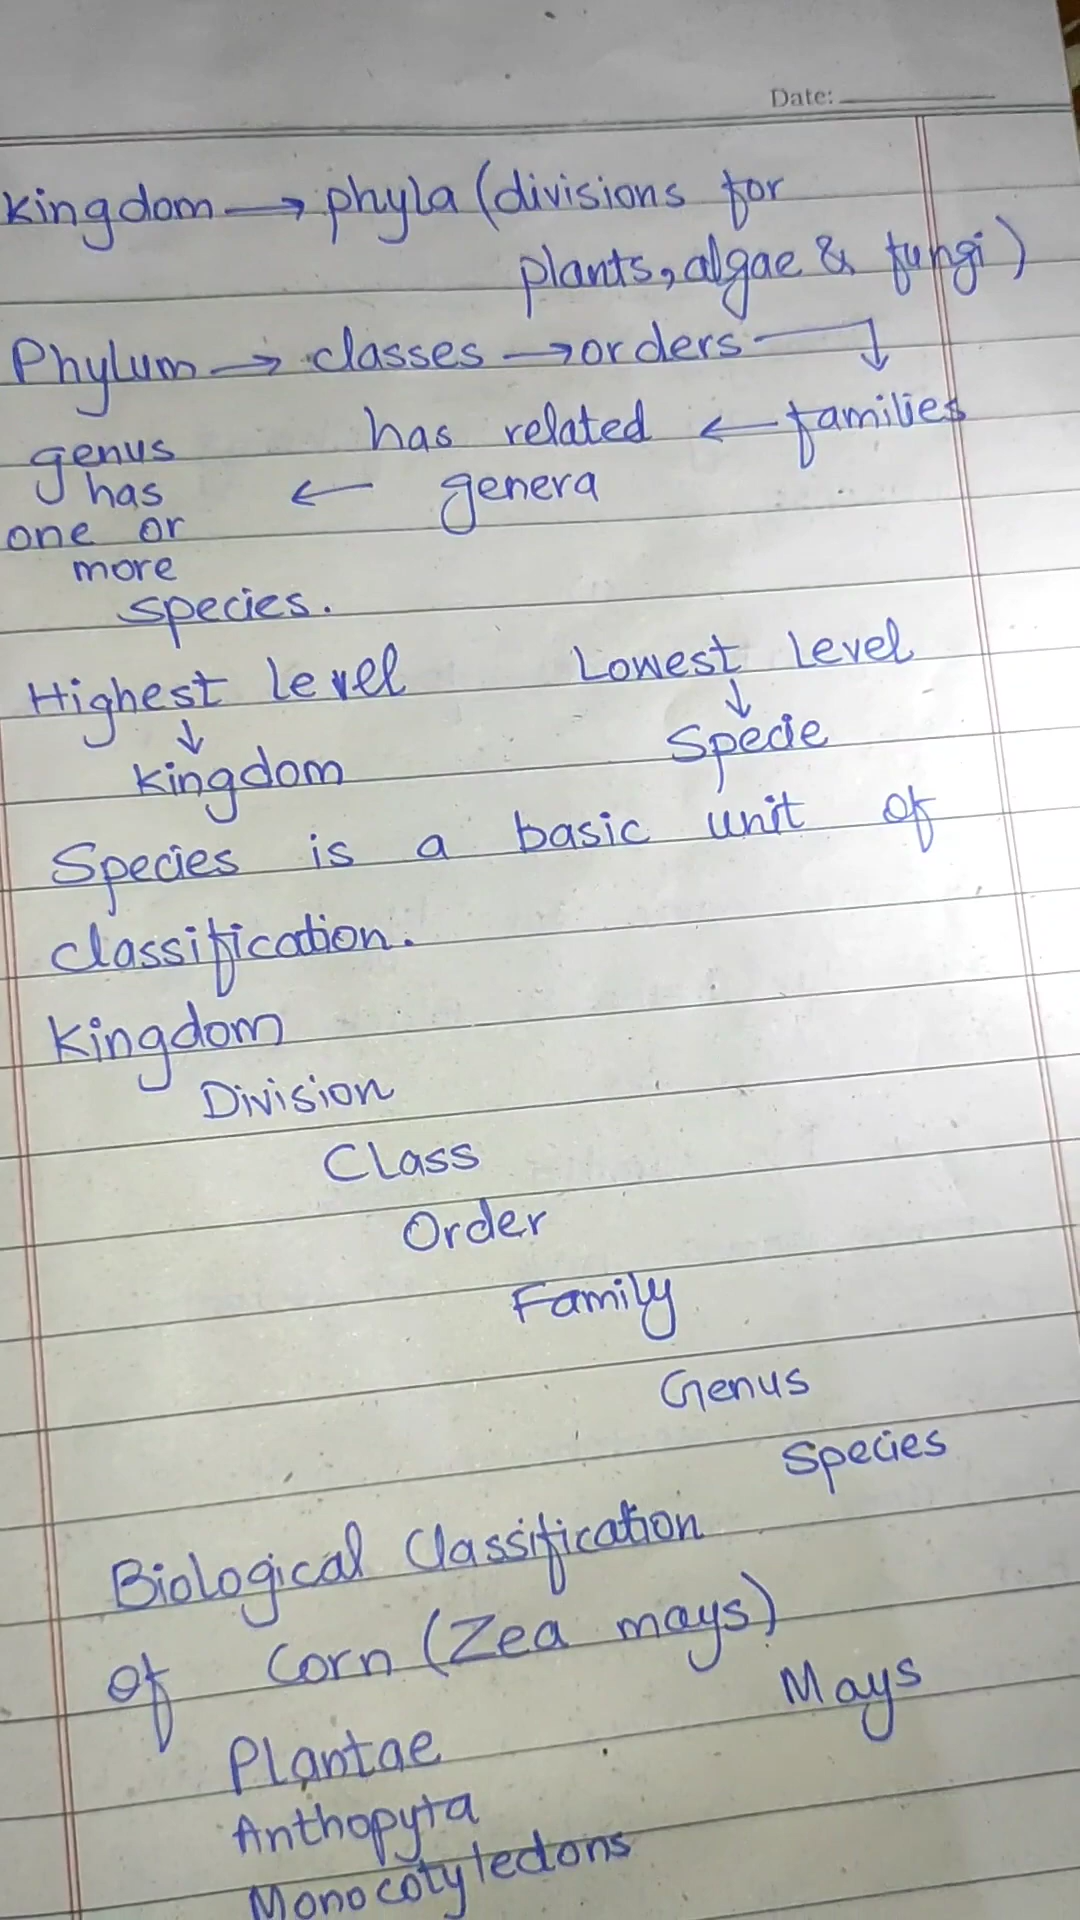 Date:
Kingdom → phyla (divisions for
plants, algae & fungi)
Phylum → classes → orders
has related ← families
genus
has ← genera
one or
more
species.
Highest Level Lowest Level
↓ ↓
Kingdom Specie
Species is a basic unit of
classification.
Kingdom
Division
Class
Order
Family
Genus
Species
Biological Classification
of Corn (Zea mays)
Mays
Plantae
Anthopyta
Monocotyledons